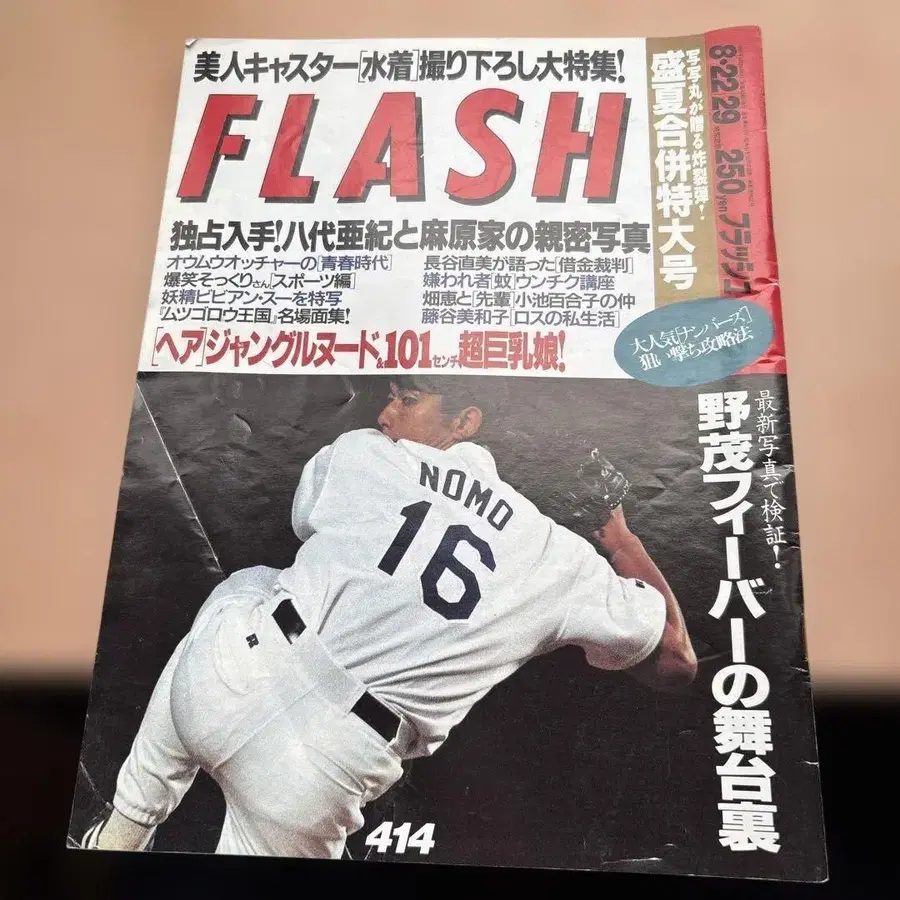 美人キャスター[水着]撮り下ろし大特集!
FLASH
独占入手!八代亜紀と麻原家の親密写真
オウムウオッチャーの[青春時代]
爆笑そっくりさん[スポーツ編]
妖精ビビアン・スーを特写
『ムツゴロウ王国』名場面集!
長谷直美が語った[借金裁判]
嫌われ者[蚊]ウンチク講座
畑恵と[先輩]小池百合子の仲
藤谷美和子[ロスの私生活]
[ヘア]ジャングルヌード&101センチ超巨乳娘!
写写丸が贈る炸裂弾!
盛夏合併特大号
8・22 29
250yen
フラッシュ
大人気[ナンバーズ]
狙い撃ち攻略法
最新写真で検証!
野茂フィーバーの舞台裏
NOMO
16
414